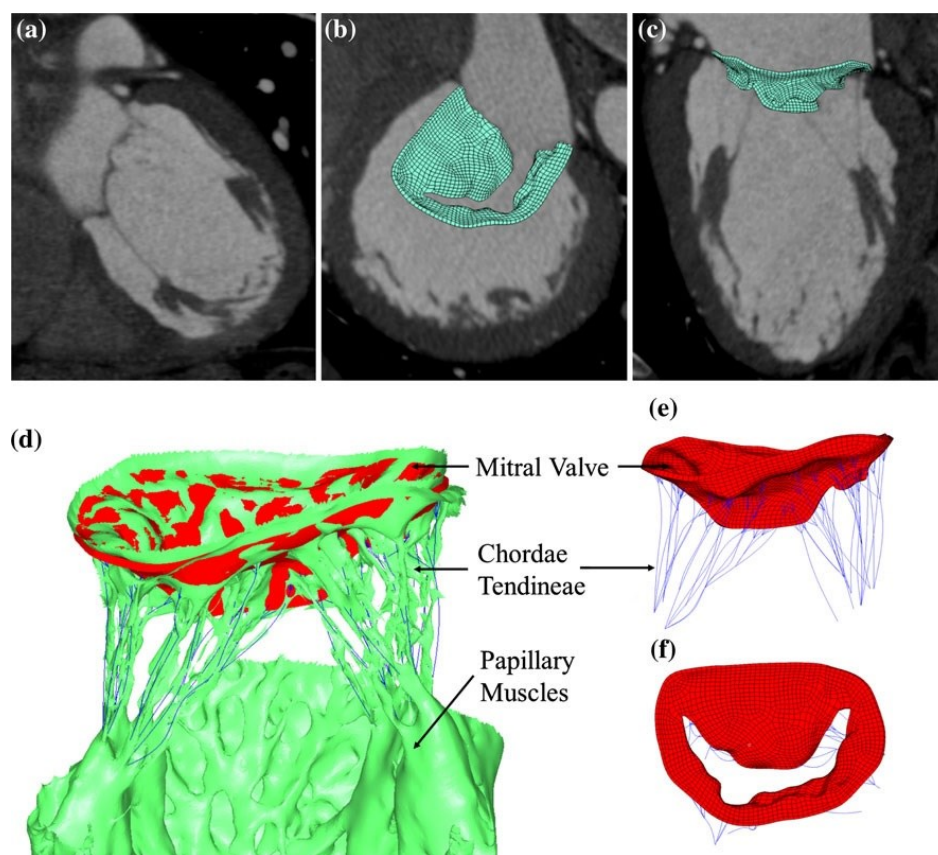 (a)
(b)
(c)
(d)
(e)
Mitral Valve
Chordae
Tendineae
Papillary
Muscles
(f)